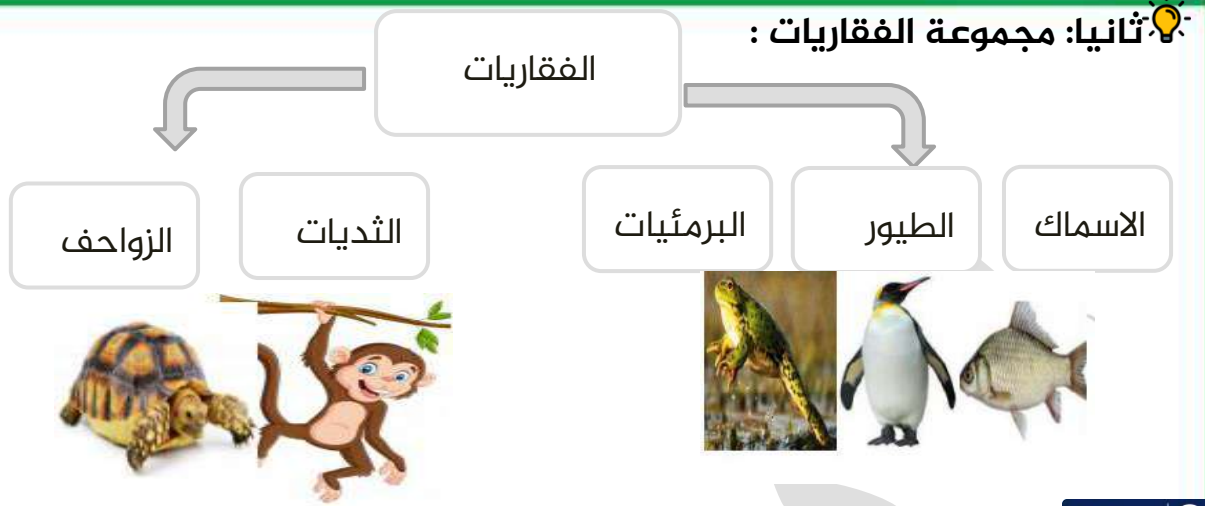 ثانيا: مجموعة الفقاريات :
الفقاريات
الاسماك
الطيور
البرمئيات
الثديات
الزواحف